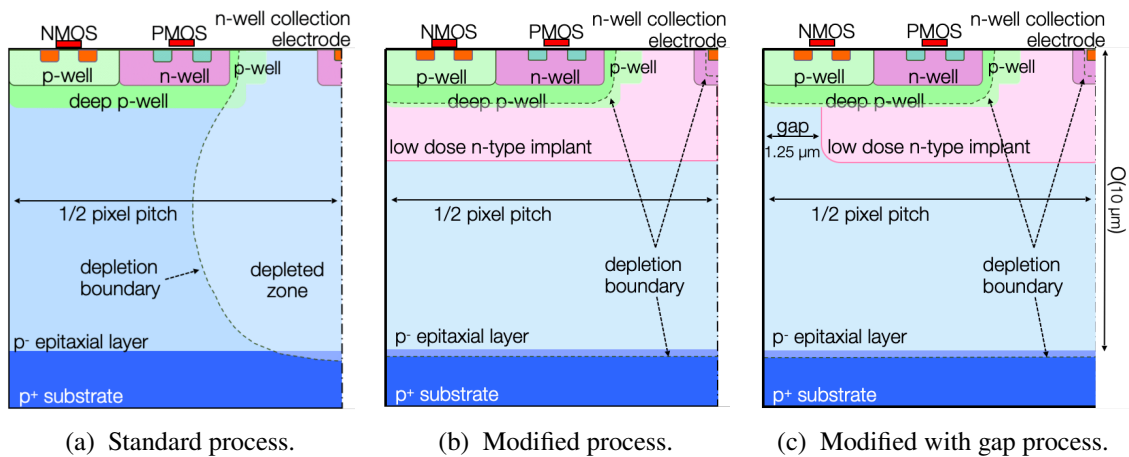 NMOS
PMOS
n-well collection
electrode
p-well
n-well
p-well
deep p-well
1/2 pixel pitch
depletion
boundary
depleted
zone
p- epitaxial layer
p+ substrate
(a) Standard process.
NMOS
PMOS
n-well collection
electrode
p-well
n-well
p-well
deep p-well
low dose n-type implant
1/2 pixel pitch
depletion
boundary
p- epitaxial layer
p+ substrate
(b) Modified process.
NMOS
PMOS
n-well collection
electrode
p-well
n-well
p-well
deep p-well
gap
1.25 µm
low dose n-type implant
O(10 µm)
1/2 pixel pitch
depletion
boundary
p- epitaxial layer
p+ substrate
(c) Modified with gap process.